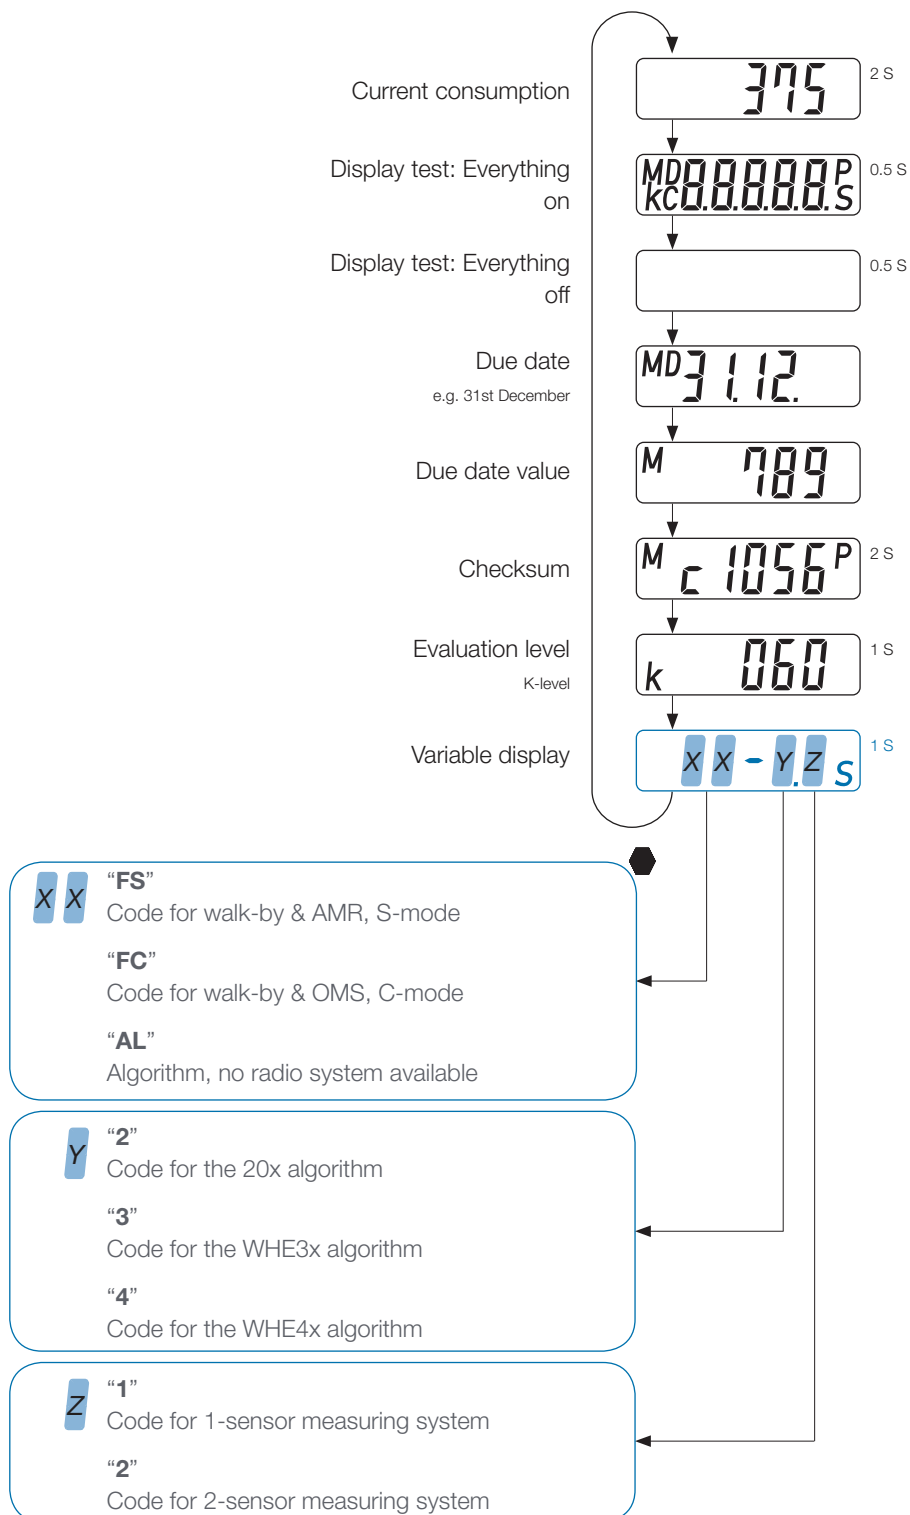 Current consumption
375
2 S
Display test: Everything
on
MD
kC
8.8.8.8.8.
P
S
0.5 S
Display test: Everything
off
0.5 S
Due date
e.g. 31st December
MD 31.12.
Due date value
M 789
Checksum
M c 1056 P
2 S
Evaluation level
K-level
k 060
1 S
Variable display
X X - Y.Z S
1 S
X X
“FS”
Code for walk-by & AMR, S-mode
“FC”
Code for walk-by & OMS, C-mode
“AL”
Algorithm, no radio system available
Y
“2”
Code for the 20x algorithm
“3”
Code for the WHE3x algorithm
“4”
Code for the WHE4x algorithm
Z
“1”
Code for 1-sensor measuring system
“2”
Code for 2-sensor measuring system